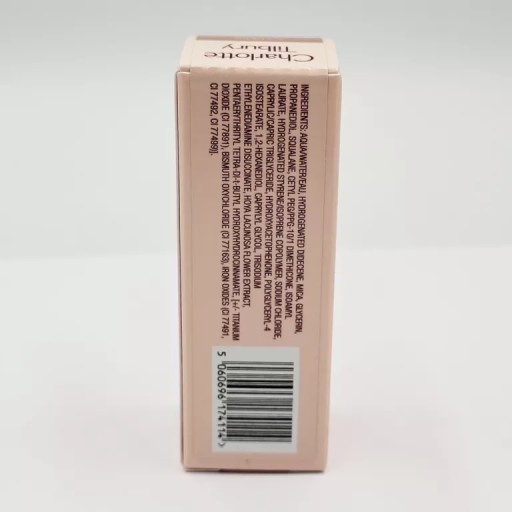 Charlotte
Tilbury
INGREDIENTS: AQUA/WATER/EAU, HYDROGENATED DIDECENE, MICA, GLYCERIN,
PROPANEDIOL, SQUALANE, CETYL PEG/PPG-10/1 DIMETHICONE, ISOAMYL
LAURATE, HYDROGENATED STYRENE/ISOPRENE COPOLYMER, SODIUM CHLORIDE,
CAPRYLIC/CAPRIC TRIGLYCERIDE, HYDROXYACETOPHENONE, POLYGLYCERYL-4
ISOSTEARATE, 1,2-HEXANEDIOL, CAPRYLYL GLYCOL, TRISODIUM
ETHYLENEDIAMINE DISUCCINATE, HOYA LACUNOSA FLOWER EXTRACT,
PENTAERYTHRITYL TETRA-DI-T-BUTYL HYDROXYHYDROCINNAMATE, [+/- TITANIUM
DIOXIDE (CI 77891), BISMUTH OXYCHLORIDE (CI 77163), IRON OXIDES (CI 77491,
CI 77492, CI 77499)].
5 060696 174114